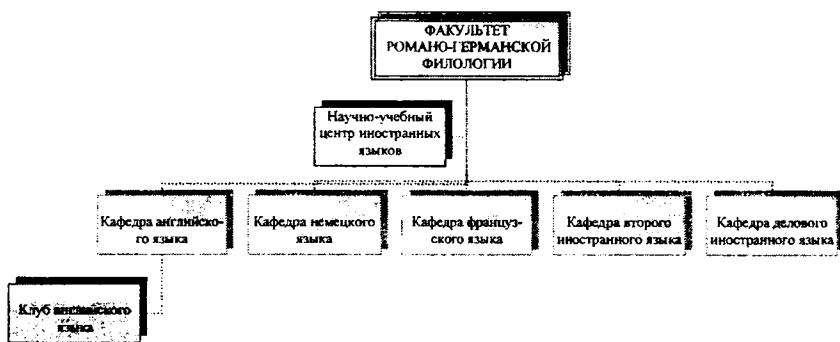 ФАКУЛЬТЕТ
РОМАНО-ГЕРМАНСКОЙ
ФИЛОЛОГИИ
Научно-учебный
центр иностранных
языков
Кафедра английско-
го языка
Кафедра немецкого
языка
Кафедра француз-
ского языка
Кафедра второго
иностранного языка
Кафедра делового
иностранного языка
Клуб английского
языка